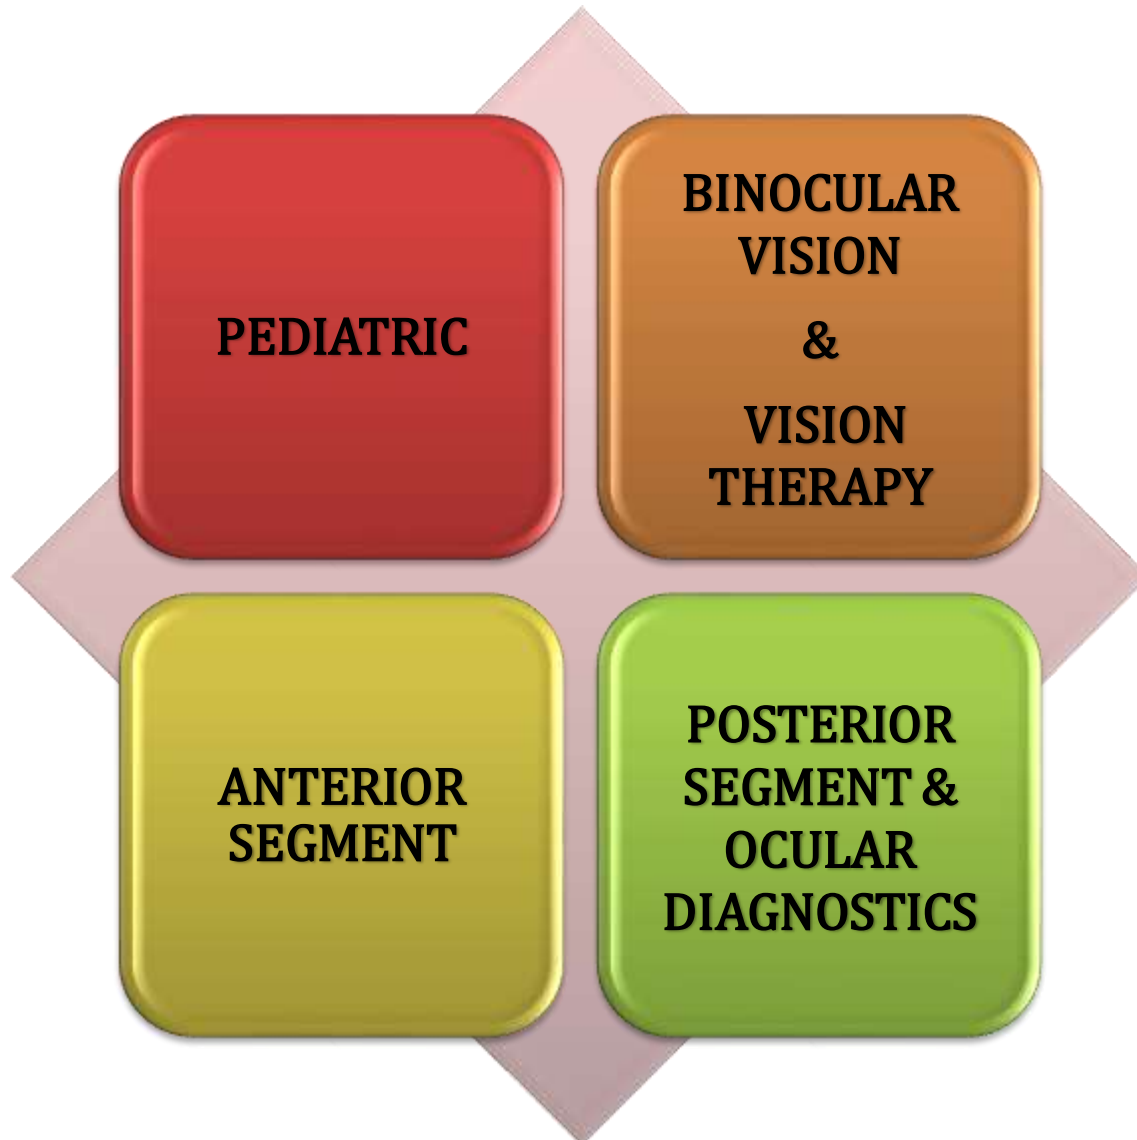 PEDIATRIC
BINOCULAR
VISION
&
VISION
THERAPY
ANTERIOR
SEGMENT
POSTERIOR
SEGMENT &
OCULAR
DIAGNOSTICS